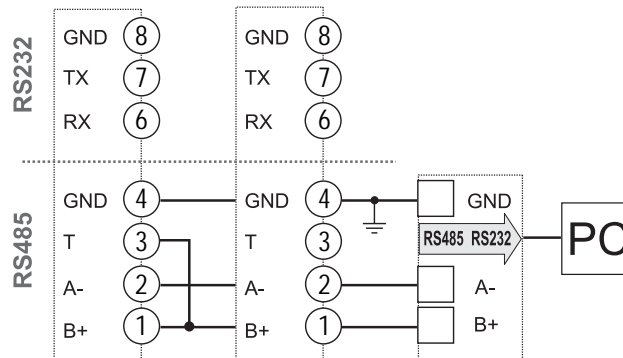 RS232
GND 8 GND 8
TX 7 TX 7
RX 6 RX 6
RS485
GND 4 GND 4 GND
T 3 T 3 RS485 RS232 PC
A- 2 A- 2 A-
B+ 1 B+ 1 B+